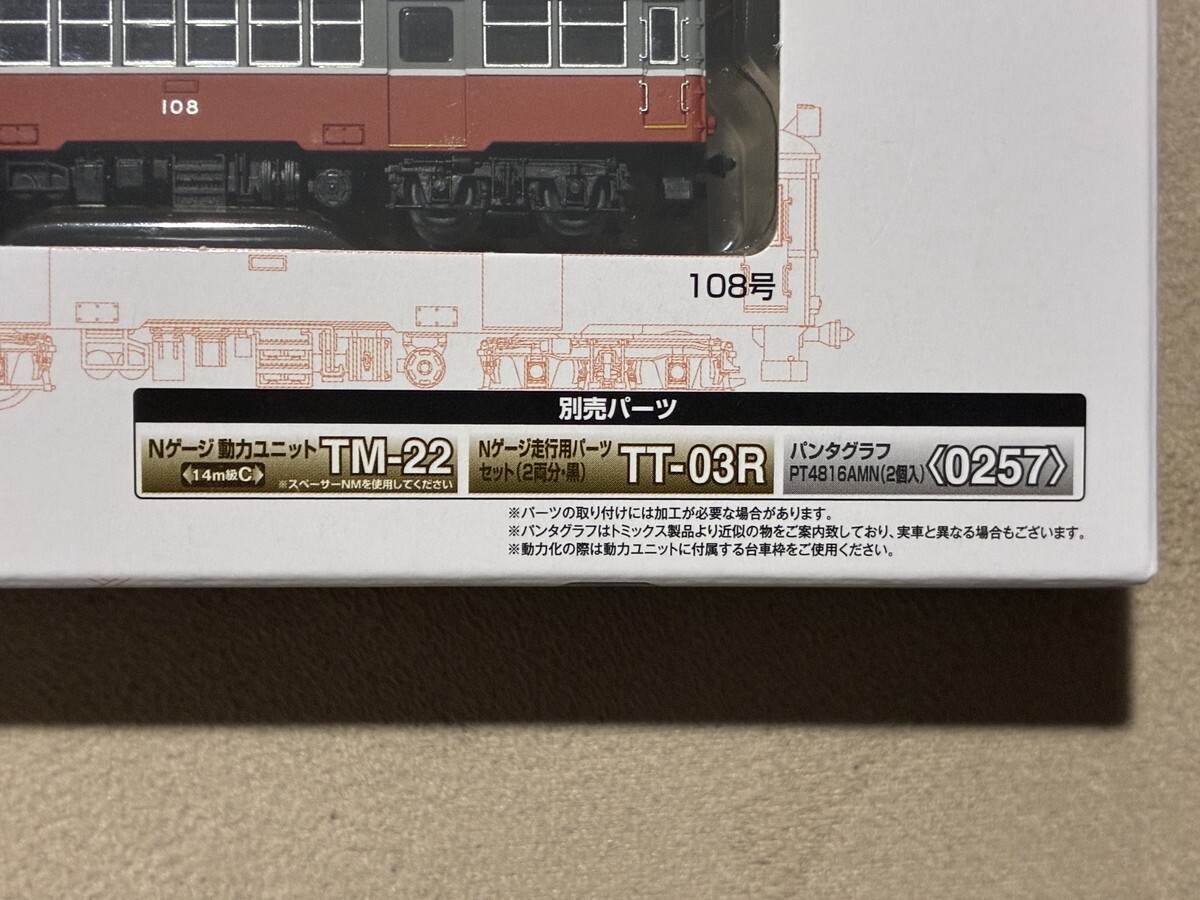 108
108号
別売パーツ
Nゲージ 動力ユニット TM-22
14m級C
※スペーサーNMを使用してください
Nゲージ走行用パーツ
セット(2両分・黒)
TT-03R
パンタグラフ
PT4816AMN(2個入)
〈0257〉
※パーツの取り付けには加工が必要な場合があります。
※パンタグラフはトミックス製品より近似の物をご案内致しており、実車と異なる場合もございます。
※動力化の際は動力ユニットに付属する台車枠をご使用ください。